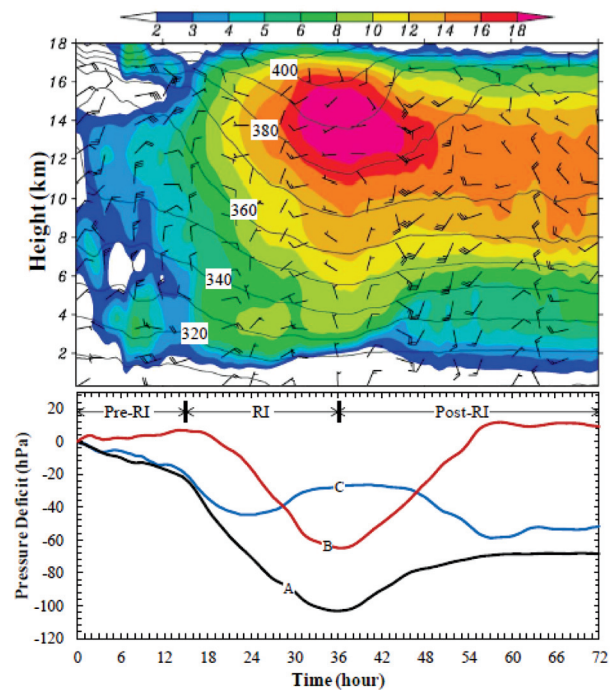 2 3 4 5 6 8 10 12 14 16 18
18
16
14
12
10
8
6
4
2
Height (km)
400
380
360
340
320
20
0
-20
-40
-60
-80
-100
-120
Pressure Deficit (hPa)
Pre-RI RI Post-RI
C
B
A
0 6 12 18 24 30 36 42 48 54 60 66 72
Time (hour)